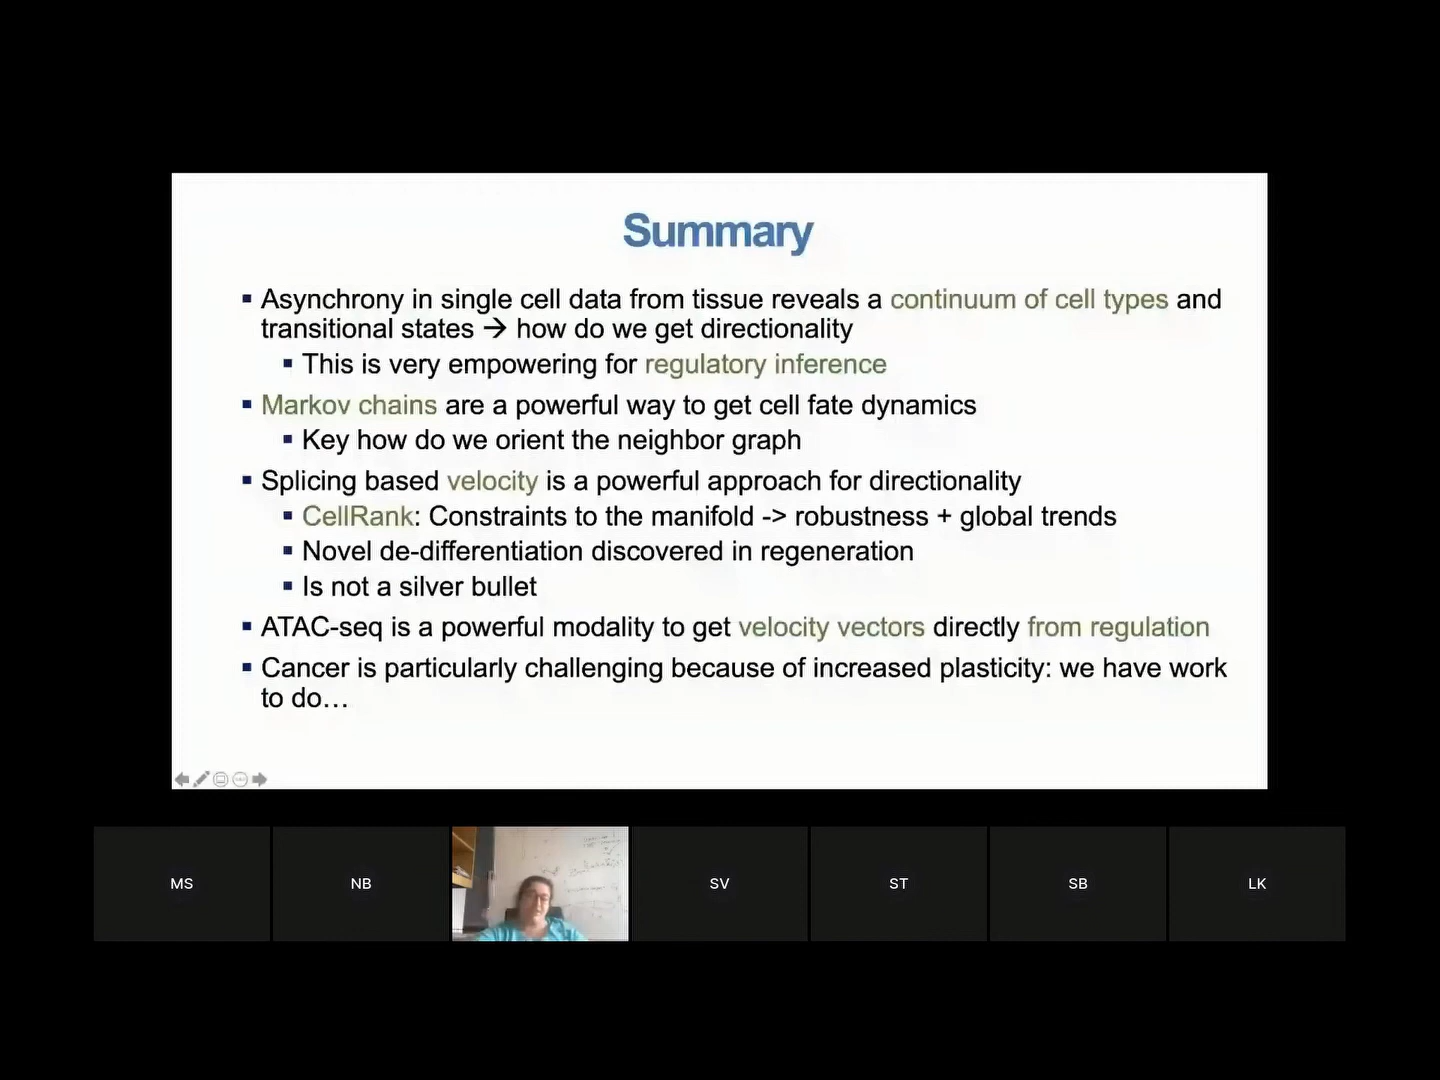 Summary
▪ Asynchrony in single cell data from tissue reveals a continuum of cell types and
transitional states → how do we get directionality
▪ This is very empowering for regulatory inference
▪ Markov chains are a powerful way to get cell fate dynamics
▪ Key how do we orient the neighbor graph
▪ Splicing based velocity is a powerful approach for directionality
▪ CellRank: Constraints to the manifold -> robustness + global trends
▪ Novel de-differentiation discovered in regeneration
▪ Is not a silver bullet
▪ ATAC-seq is a powerful modality to get velocity vectors directly from regulation
▪ Cancer is particularly challenging because of increased plasticity: we have work
to do…
MS
NB
SV
ST
SB
LK